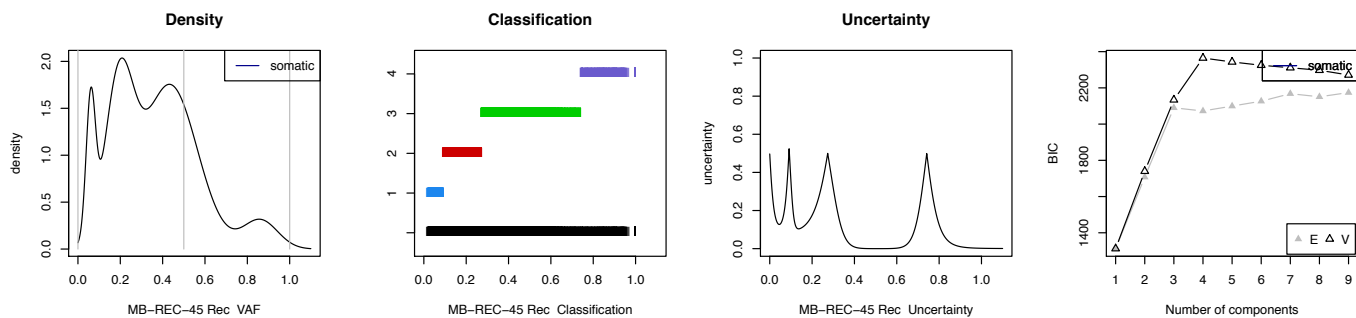 Density
density
0.0 0.5 1.0 1.5 2.0
somatic
0.0 0.2 0.4 0.6 0.8 1.0
MB−REC−45 Rec VAF
Classification
1 2 3 4
0.0 0.2 0.4 0.6 0.8 1.0
MB−REC−45 Rec Classification
Uncertainty
uncertainty
0.0 0.2 0.4 0.6 0.8 1.0
0.0 0.2 0.4 0.6 0.8 1.0
MB−REC−45 Rec Uncertainty
BIC
1400 1800 2200
somatic
E V
1 2 3 4 5 6 7 8 9
Number of components